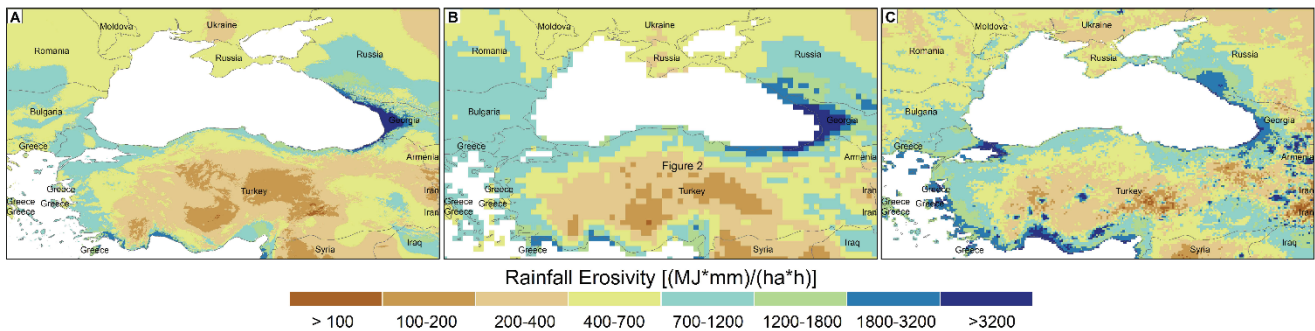 A
Moldova
Ukraine
Romania
Russia
Russia
Bulgaria
Georgia
Greece
Armenia
Greece
Turkey
Iran
Greece
Greece
Iran
Greece
Syria
Iraq
B
Moldova
Ukraine
Romania
Russia
Russia
Bulgaria
Georgia
Greece
Armenia
Figure 2
Greece
Turkey
Iran
Greece
Greece
Iran
Greece
Syria
Iraq
C
Moldova
Ukraine
Romania
Russia
Russia
Bulgaria
Georgia
Greece
Armenia
Greece
Turkey
Iran
Greece
Greece
Iran
Greece
Syria
Iraq
Rainfall Erosivity [(MJ*mm)/(ha*h)]
> 100 100-200 200-400 400-700 700-1200 1200-1800 1800-3200 >3200